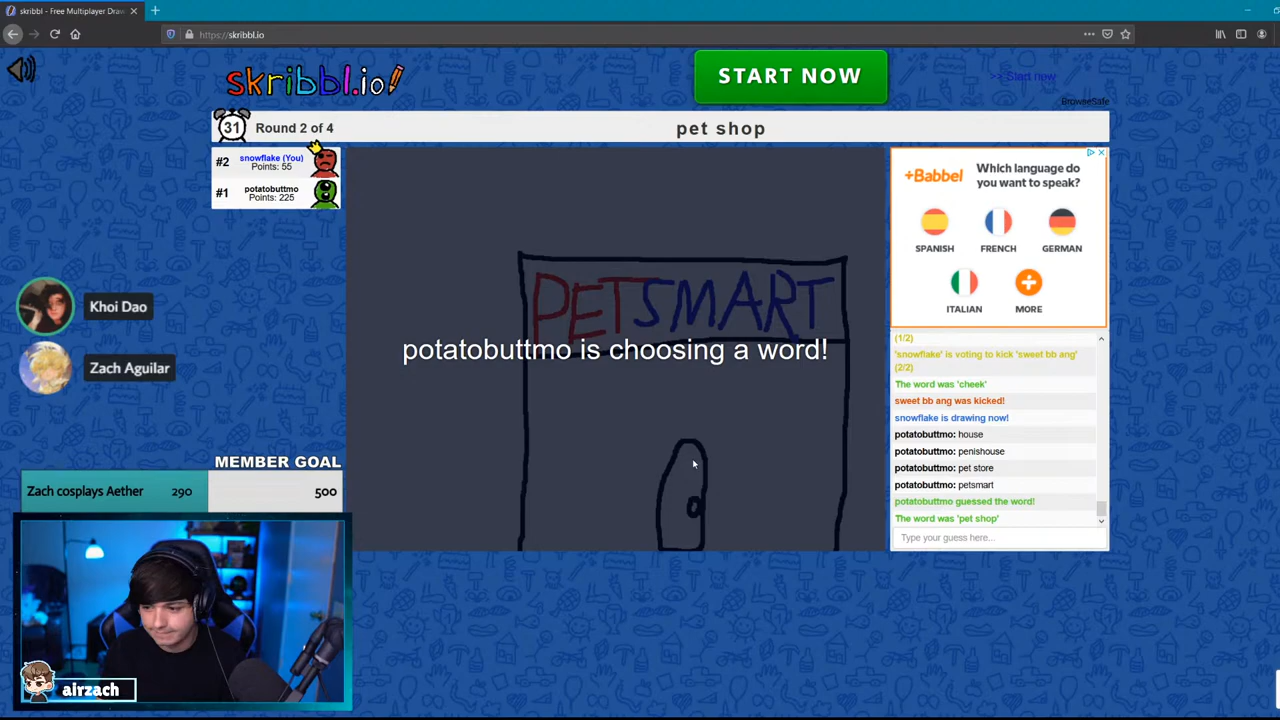 skribbl - Free Multiplayer Draw
https://skribbl.io
skribbl.io
START NOW
>> Start now
BrowseSafe
31
Round 2 of 4
pet shop
#2
snowflake (You)
Points: 55
#1
potatobuttmo
Points: 225
PETSMART
potatobuttmo is choosing a word!
+Babbel
Which language do
you want to speak?
SPANISH
FRENCH
GERMAN
ITALIAN
MORE
Khoi Dao
Zach Aguilar
MEMBER GOAL
Zach cosplays Aether
290
500
(1/2)
'snowflake' is voting to kick 'sweet bb ang'
(2/2)
The word was 'cheek'
sweet bb ang was kicked!
snowflake is drawing now!
potatobuttmo: house
potatobuttmo: penishouse
potatobuttmo: pet store
potatobuttmo: petsmart
potatobuttmo guessed the word!
The word was 'pet shop'
Type your guess here...
airzach